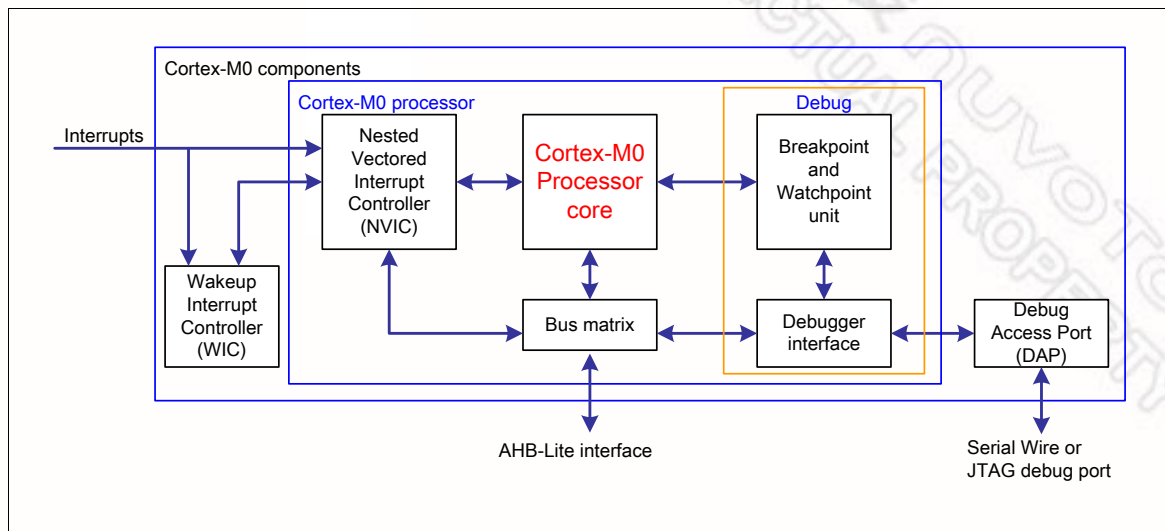 Cortex-M0 components
Cortex-M0 processor
Debug
Interrupts
Nested
Vectored
Interrupt
Controller
(NVIC)
Cortex-M0
Processor
core
Breakpoint
and
Watchpoint
unit
Wakeup
Interrupt
Controller
(WIC)
Bus matrix
Debugger
interface
Debug
Access Port
(DAP)
AHB-Lite interface
Serial Wire or
JTAG debug port